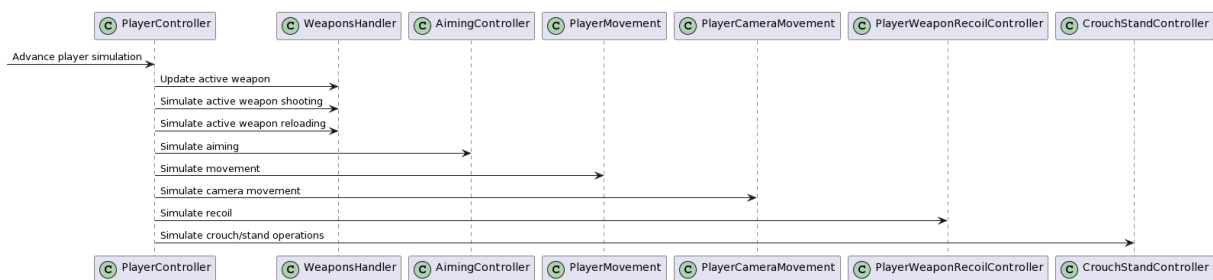 C PlayerController C WeaponsHandler C AimingController C PlayerMovement C PlayerCameraMovement C PlayerWeaponRecoilController C CrouchStandController
Advance player simulation
Update active weapon
Simulate active weapon shooting
Simulate active weapon reloading
Simulate aiming
Simulate movement
Simulate camera movement
Simulate recoil
Simulate crouch/stand operations
C PlayerController C WeaponsHandler C AimingController C PlayerMovement C PlayerCameraMovement C PlayerWeaponRecoilController C CrouchStandController